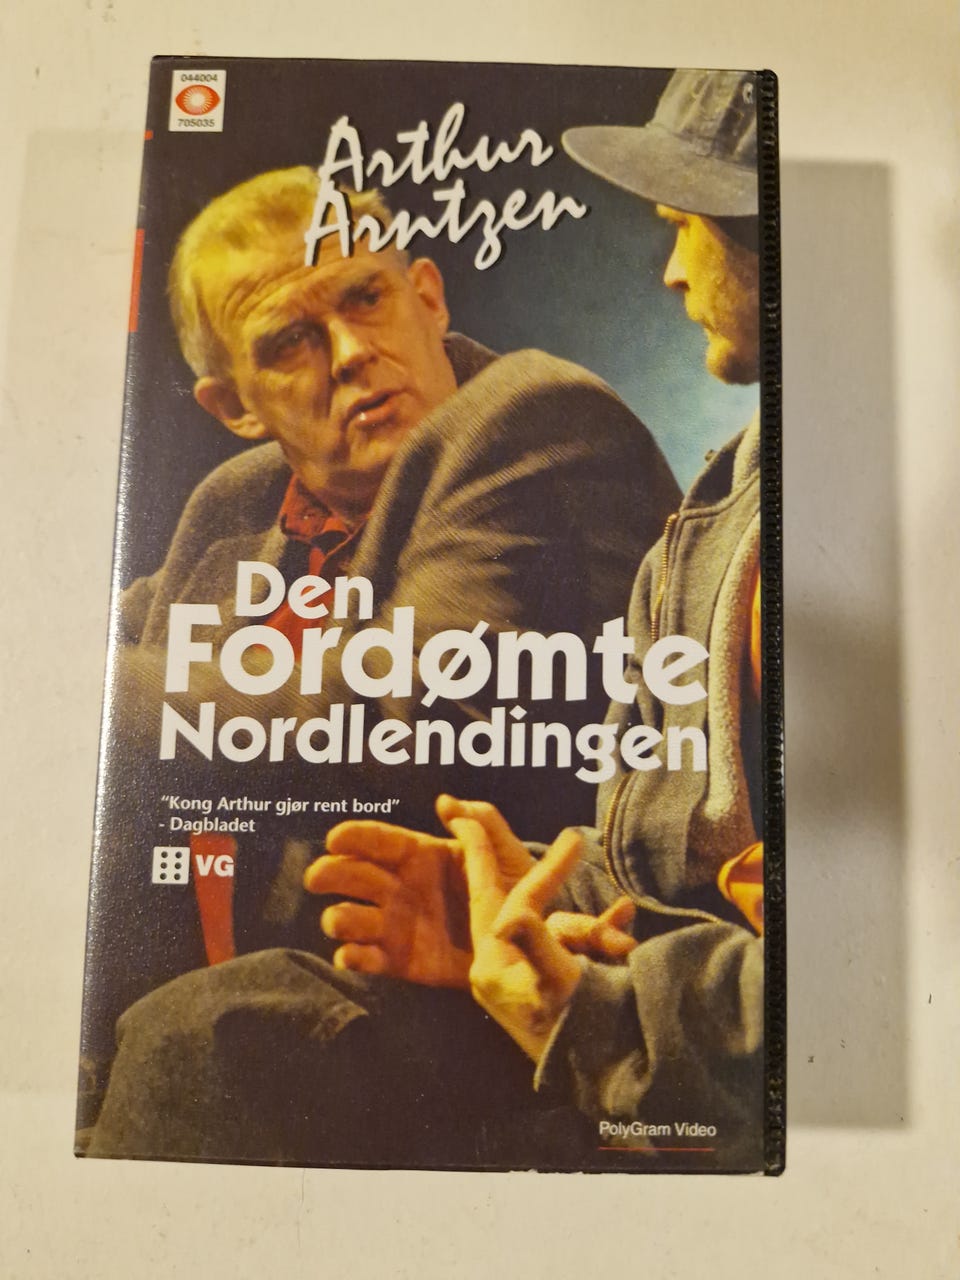 044004
705035
Arthur
Arntzen
Den
Fordømte
Nordlendingen
“Kong Arthur gjør rent bord”
- Dagbladet
VG
PolyGram Video